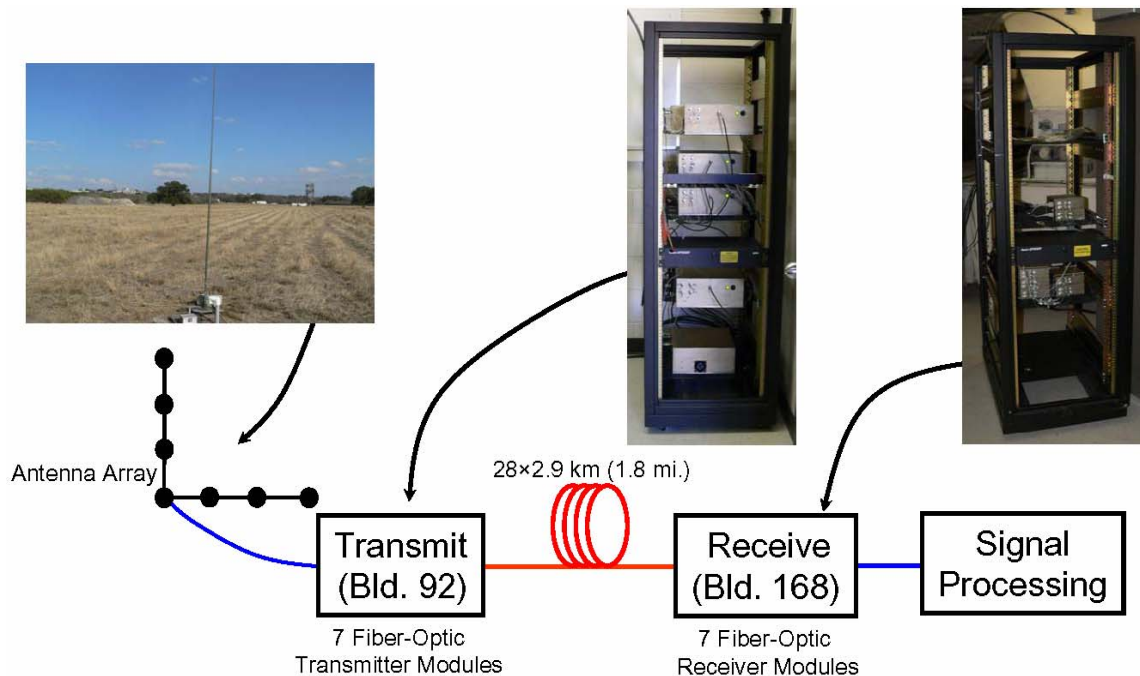 Antenna Array
28×2.9 km (1.8 mi.)
Transmit
(Bld. 92)
Receive
(Bld. 168)
Signal
Processing
7 Fiber-Optic
Transmitter Modules
7 Fiber-Optic
Receiver Modules